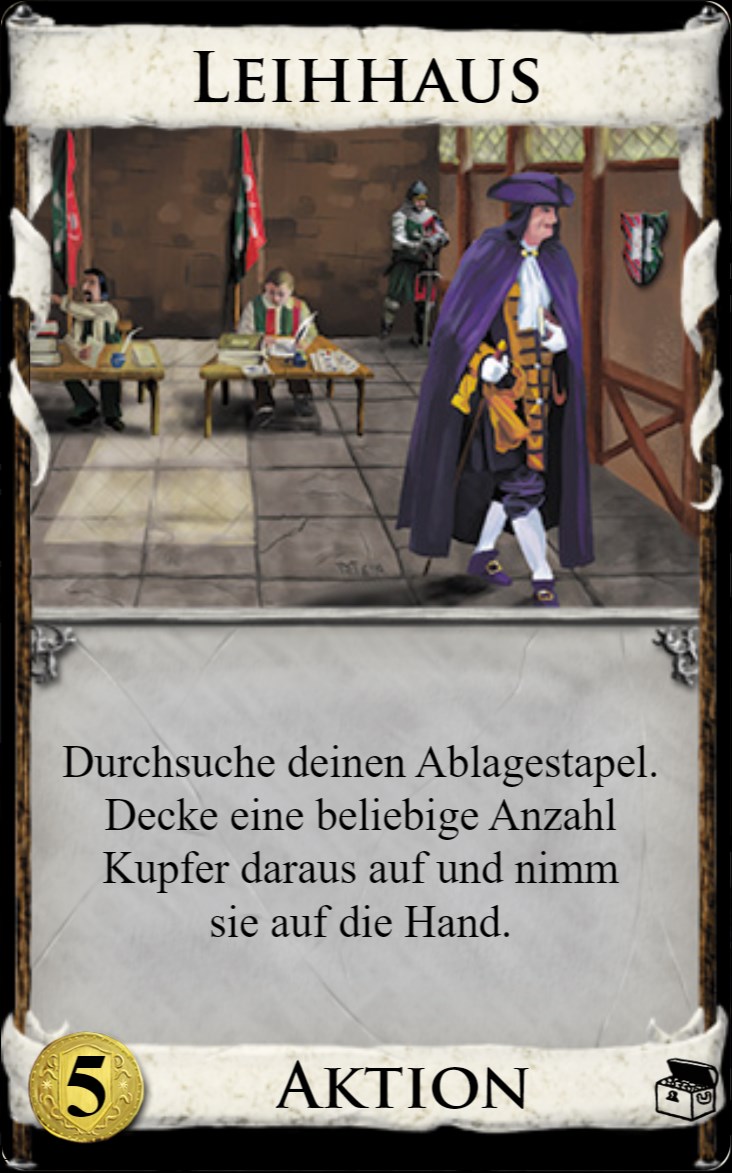 Leihhaus
Durchsuche deinen Ablagestapel.
Decke eine beliebige Anzahl
Kupfer daraus auf und nimm
sie auf die Hand.
5
Aktion